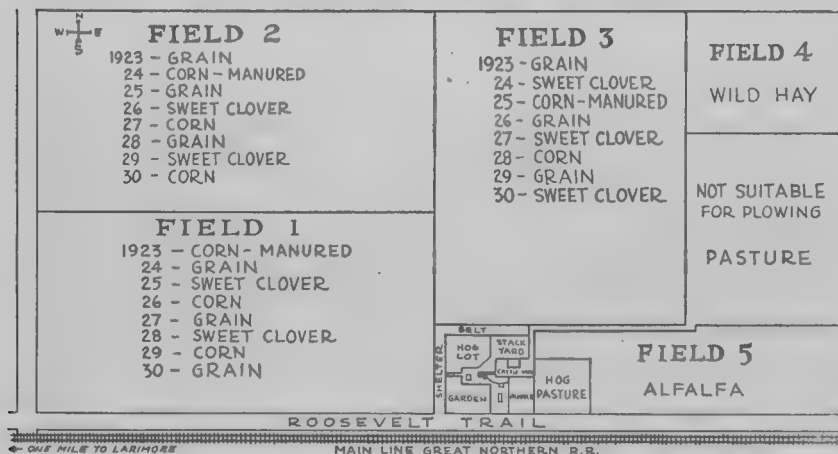 N
W E
S
FIELD 2
1923 - GRAIN
24 - CORN-MANURED
25 - GRAIN
26 - SWEET CLOVER
27 - CORN
28 - GRAIN
29 - SWEET CLOVER
30 - CORN
FIELD 1
1923 - CORN-MANURED
24 - GRAIN
25 - SWEET CLOVER
26 - CORN
27 - GRAIN
28 - SWEET CLOVER
29 - CORN
30 - GRAIN
FIELD 3
1923 - GRAIN
24 - SWEET CLOVER
25 - CORN-MANURED
26 - GRAIN
27 - SWEET CLOVER
28 - CORN
29 - GRAIN
30 - SWEET CLOVER
FIELD 4
WILD HAY
NOT SUITABLE
FOR PLOWING
PASTURE
SHELTER
BELT
HOG
LOT
STACK
YARD
CATTLE
GARDEN
HOG
PASTURE
FIELD 5
ALFALFA
ROOSEVELT TRAIL
← ONE MILE TO LARIMORE
MAIN LINE GREAT NORTHERN R.R.